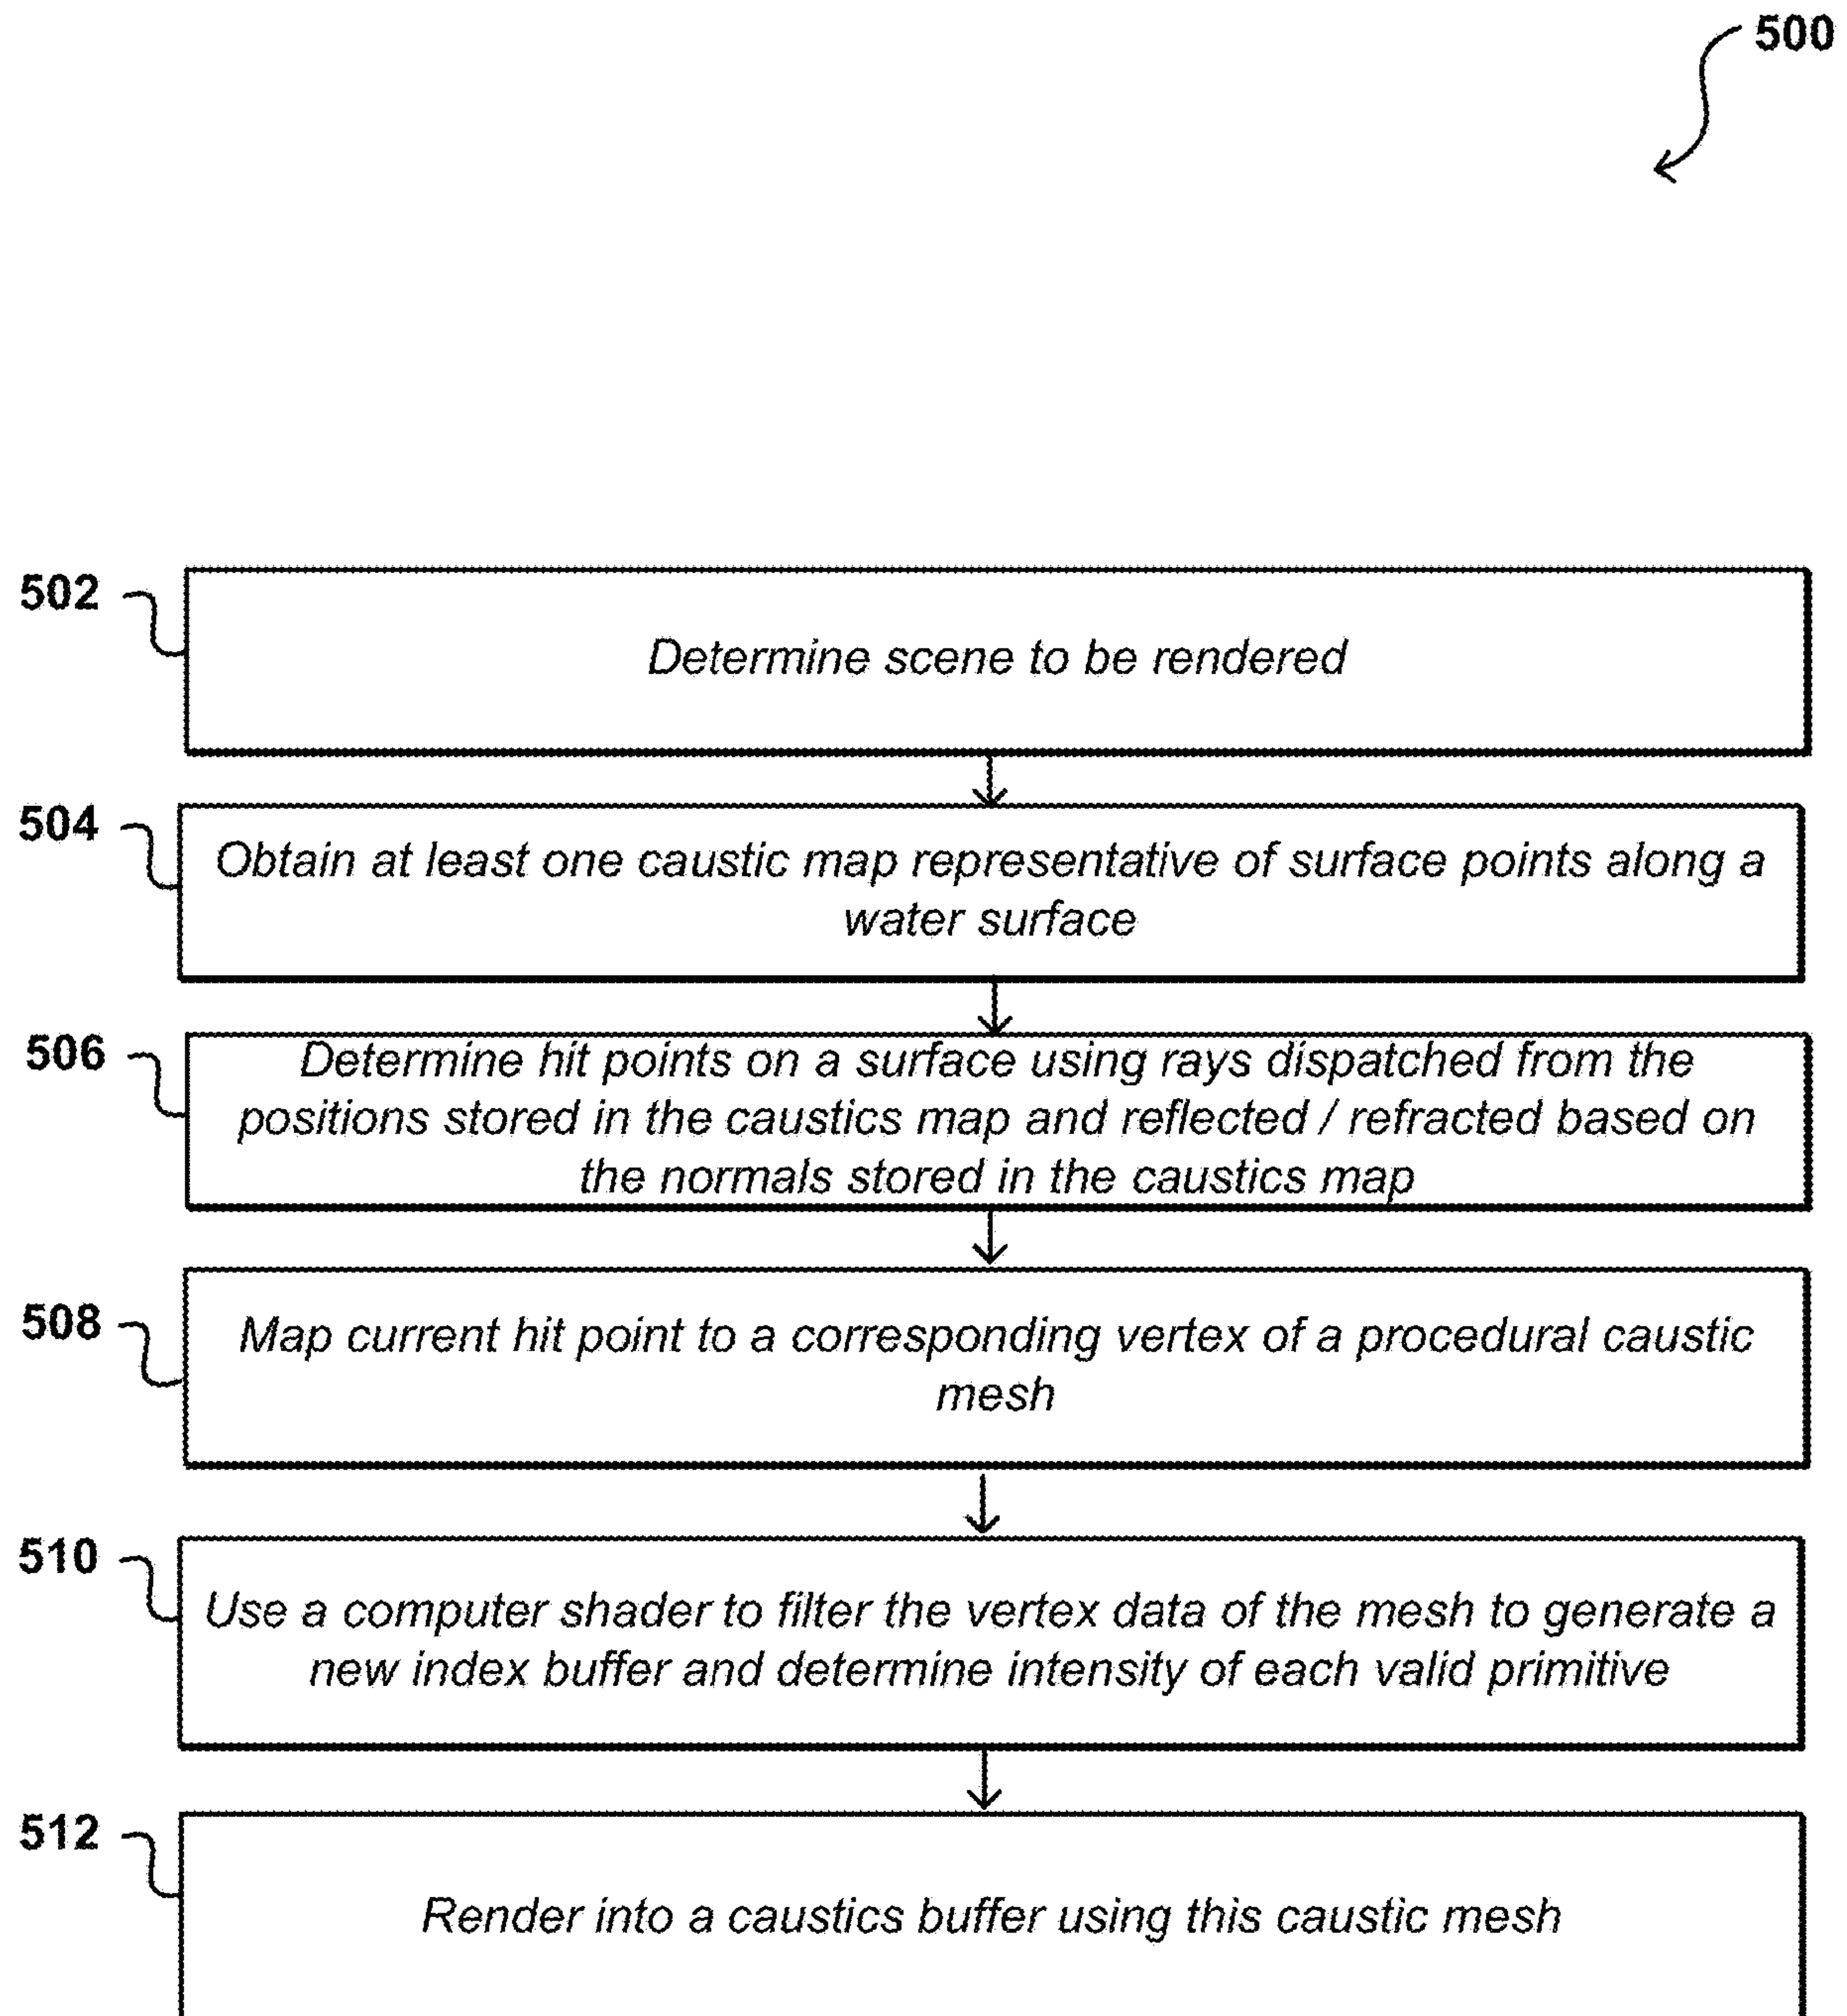 500
502
Determine scene to be rendered
504
Obtain at least one caustic map representative of surface points along a
water surface
506
Determine hit points on a surface using rays dispatched from the
positions stored in the caustics map and reflected / refracted based on
the normals stored in the caustics map
508
Map current hit point to a corresponding vertex of a procedural caustic
mesh
510
Use a computer shader to filter the vertex data of the mesh to generate a
new index buffer and determine intensity of each valid primitive
512
Render into a caustics buffer using this caustic mesh